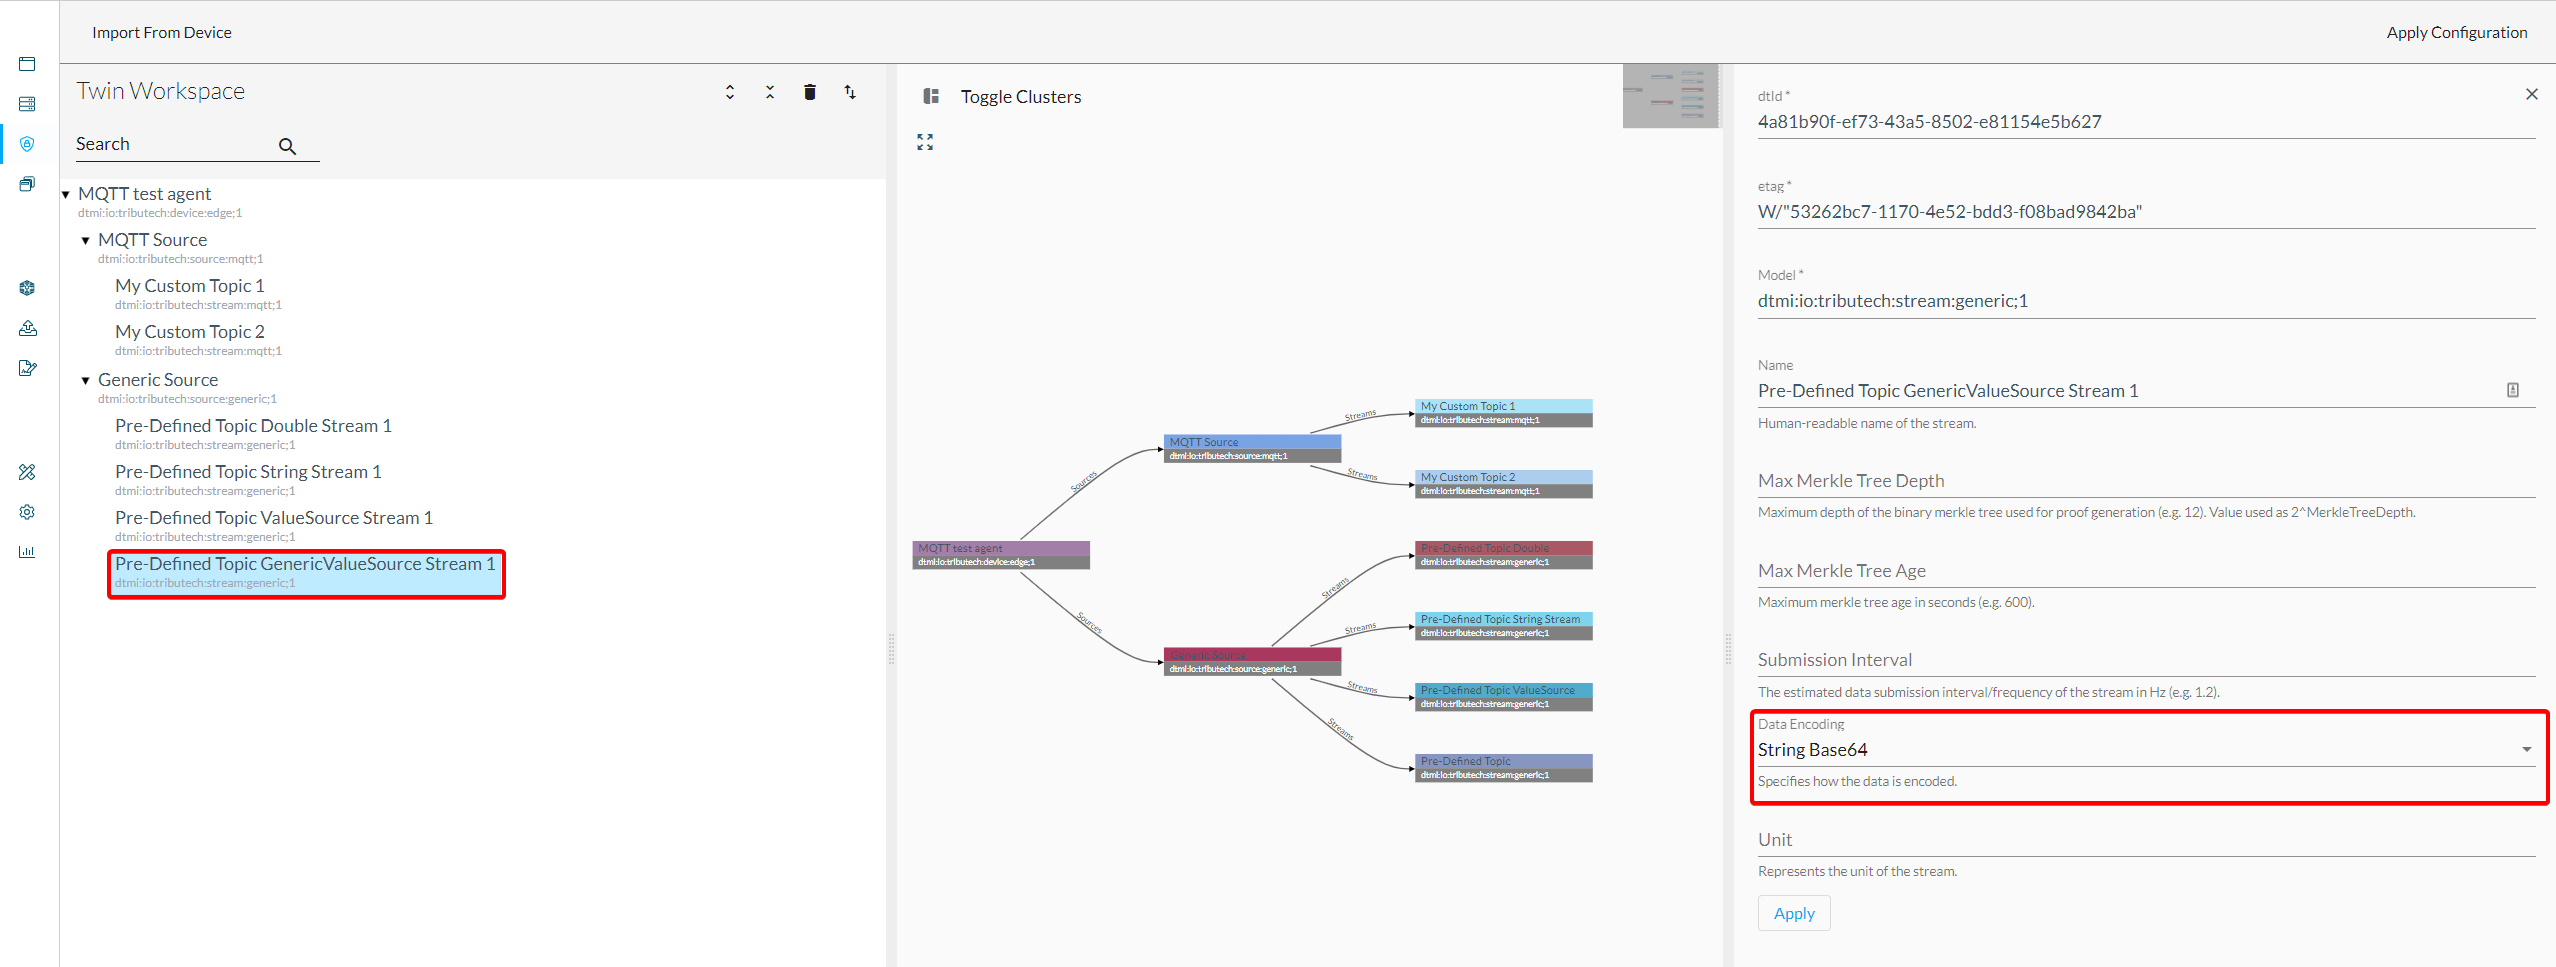 Import From Device
Apply Configuration
Twin Workspace
Search
MQTT test agent
dtmi:io:tributech:device:edge;1
MQTT Source
dtmi:io:tributech:source:mqtt;1
My Custom Topic 1
dtmi:io:tributech:stream:mqtt;1
My Custom Topic 2
dtmi:io:tributech:stream:mqtt;1
Generic Source
dtmi:io:tributech:source:generic;1
Pre-Defined Topic Double Stream 1
dtmi:io:tributech:stream:generic;1
Pre-Defined Topic String Stream 1
dtmi:io:tributech:stream:generic;1
Pre-Defined Topic ValueSource Stream 1
dtmi:io:tributech:stream:generic;1
Pre-Defined Topic GenericValueSource Stream 1
dtmi:io:tributech:stream:generic;1
Toggle Clusters
MQTT test agent
dtmi:io:tributech:device:edge;1
Sources
Sources
MQTT Source
dtmi:io:tributech:source:mqtt;1
Generic Source
dtmi:io:tributech:source:generic;1
Streams
Streams
Streams
Streams
Streams
Streams
My Custom Topic 1
dtmi:io:tributech:stream:mqtt;1
My Custom Topic 2
dtmi:io:tributech:stream:mqtt;1
Pre-Defined Topic Double
dtmi:io:tributech:stream:generic;1
Pre-Defined Topic String Stream
dtmi:io:tributech:stream:generic;1
Pre-Defined Topic ValueSource
dtmi:io:tributech:stream:generic;1
Pre-Defined Topic
dtmi:io:tributech:stream:generic;1
dtId *
4a81b90f-ef73-43a5-8502-e81154e5b627
etag *
W/"53262bc7-1170-4e52-bdd3-f08bad9842ba"
Model *
dtmi:io:tributech:stream:generic;1
Name
Pre-Defined Topic GenericValueSource Stream 1
Human-readable name of the stream.
Max Merkle Tree Depth
Maximum depth of the binary merkle tree used for proof generation (e.g. 12). Value used as 2^MerkleTreeDepth.
Max Merkle Tree Age
Maximum merkle tree age in seconds (e.g. 600).
Submission Interval
The estimated data submission interval/frequency of the stream in Hz (e.g. 1.2).
Data Encoding
String Base64
Specifies how the data is encoded.
Unit
Represents the unit of the stream.
Apply